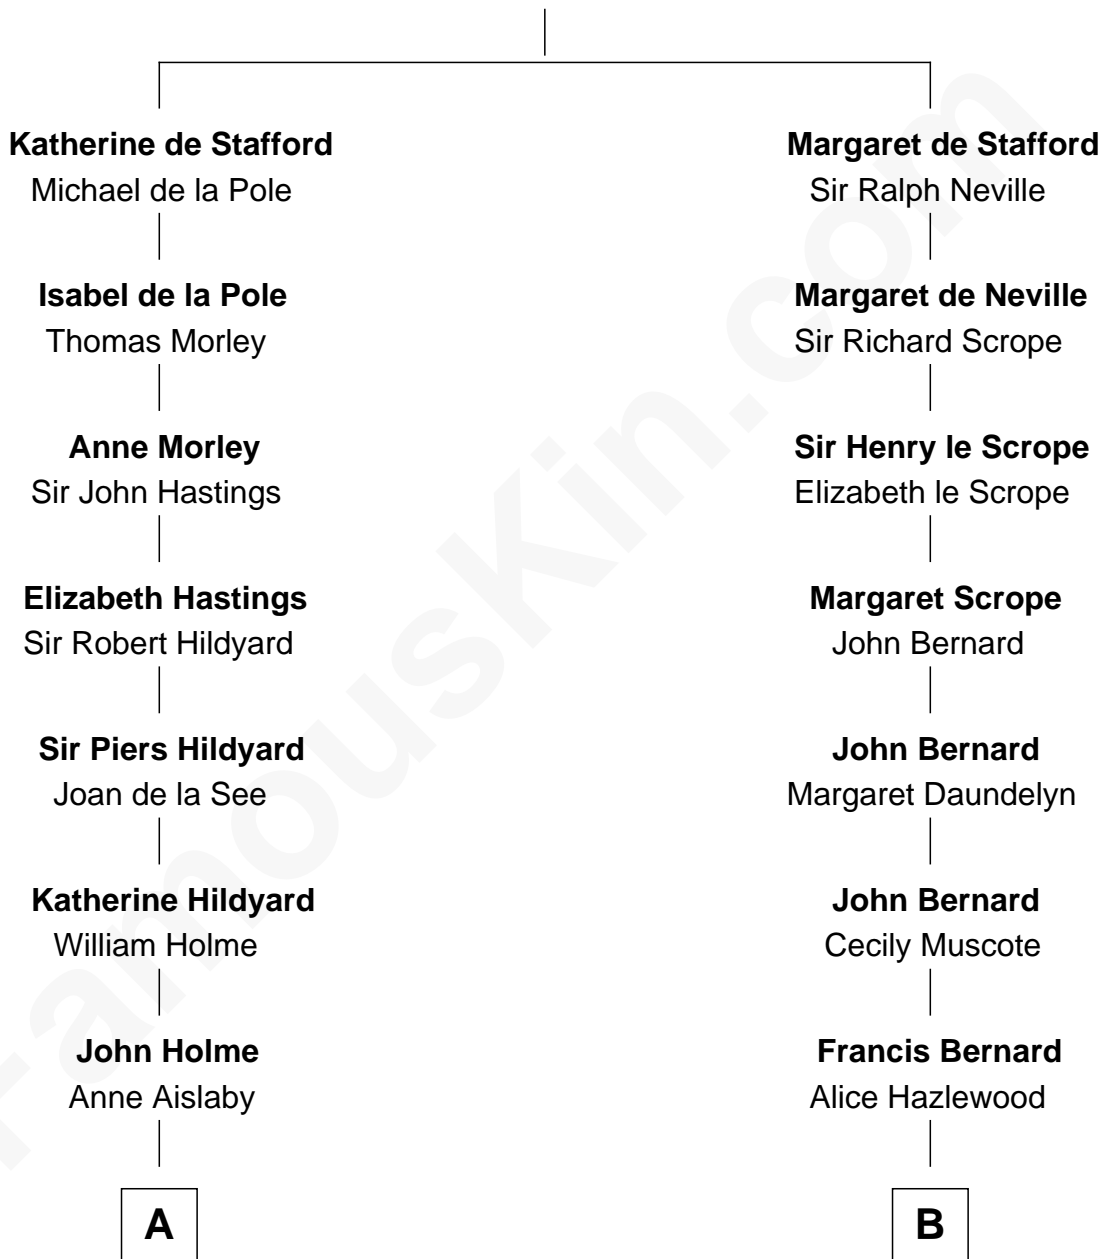 Katherine de Stafford
Michael de la Pole
Isabel de la Pole
Thomas Morley
Anne Morley
Sir John Hastings
Elizabeth Hastings
Sir Robert Hildyard
Sir Piers Hildyard
Joan de la See
Katherine Hildyard
William Holme
John Holme
Anne Aislaby
A
Margaret de Stafford
Sir Ralph Neville
Margaret de Neville
Sir Richard Scrope
Sir Henry le Scrope
Elizabeth le Scrope
Margaret Scrope
John Bernard
John Bernard
Margaret Daundelyn
John Bernard
Cecily Muscote
Francis Bernard
Alice Hazlewood
B
FamousKin.com